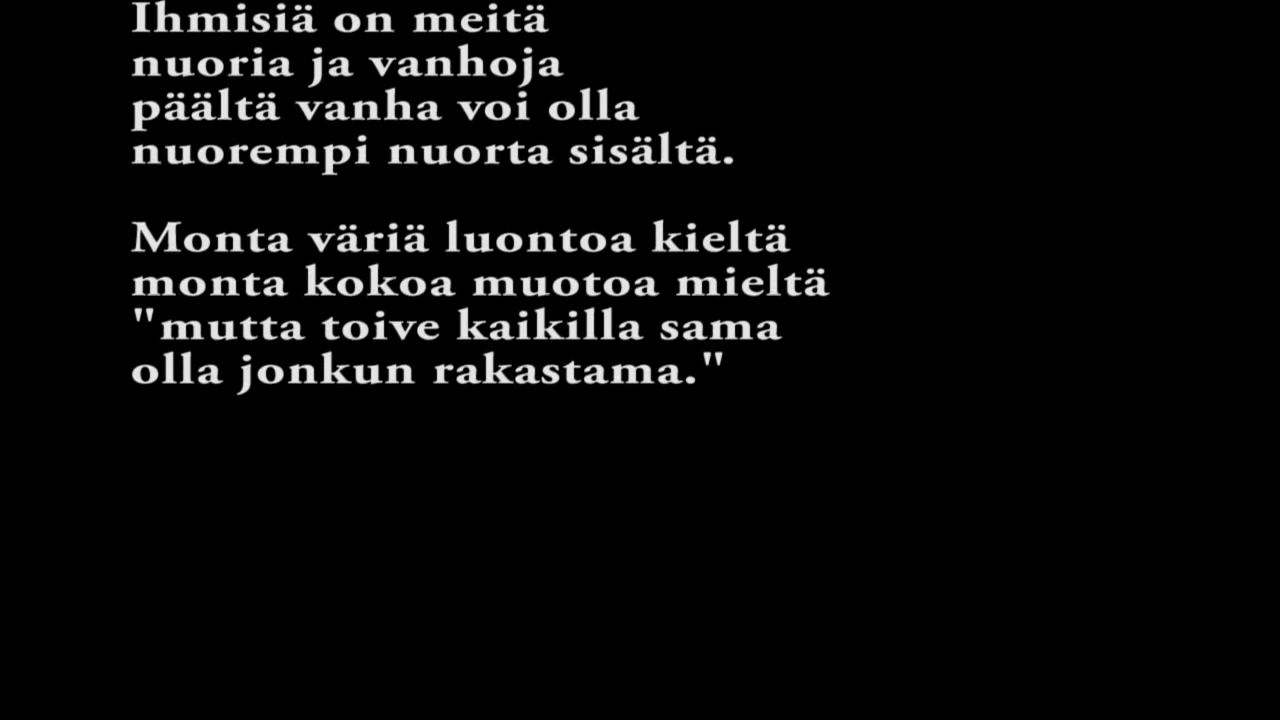 Ihmisiä on meitä
nuoria ja vanhoja
päältä vanha voi olla
nuorempi nuorta sisältä.
Monta väriä luontoa kieltä
monta kokoa muotoa mieltä
"mutta toive kaikilla sama
olla jonkun rakastama."